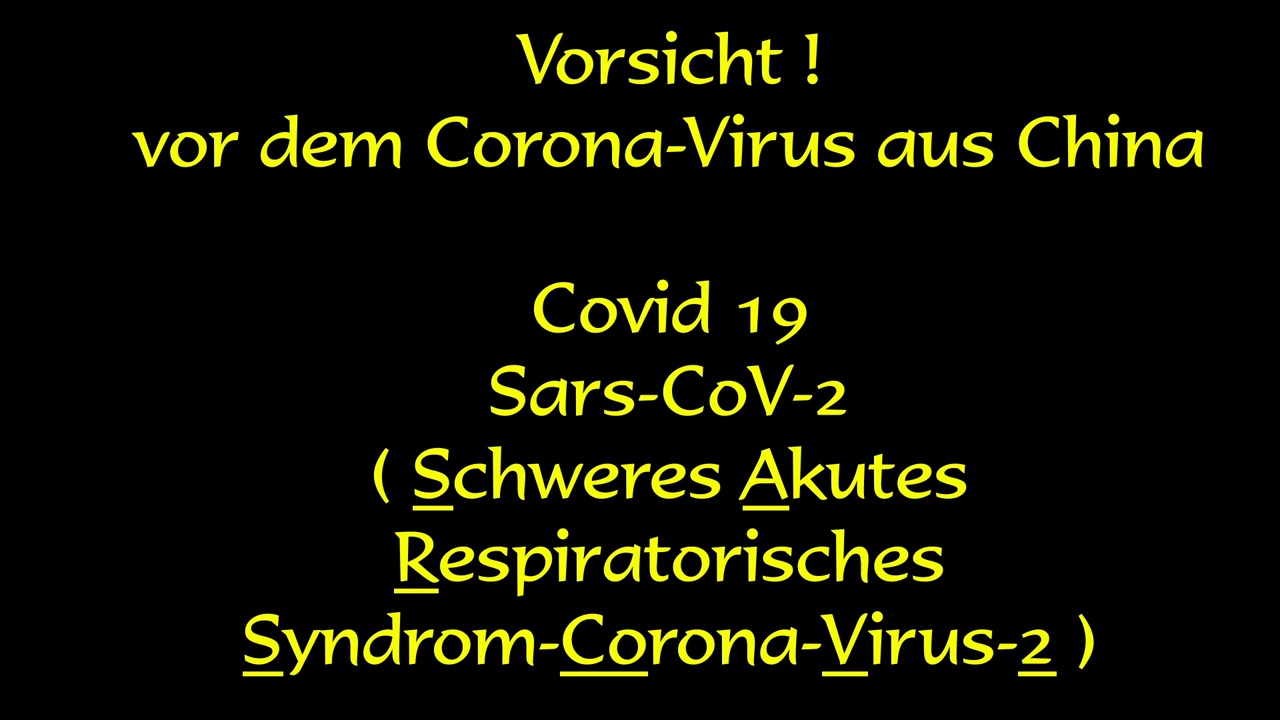 Vorsicht !
vor dem Corona-Virus aus China
Covid 19
Sars-CoV-2
( Schweres Akutes
Respiratorisches
Syndrom-Corona-Virus-2 )